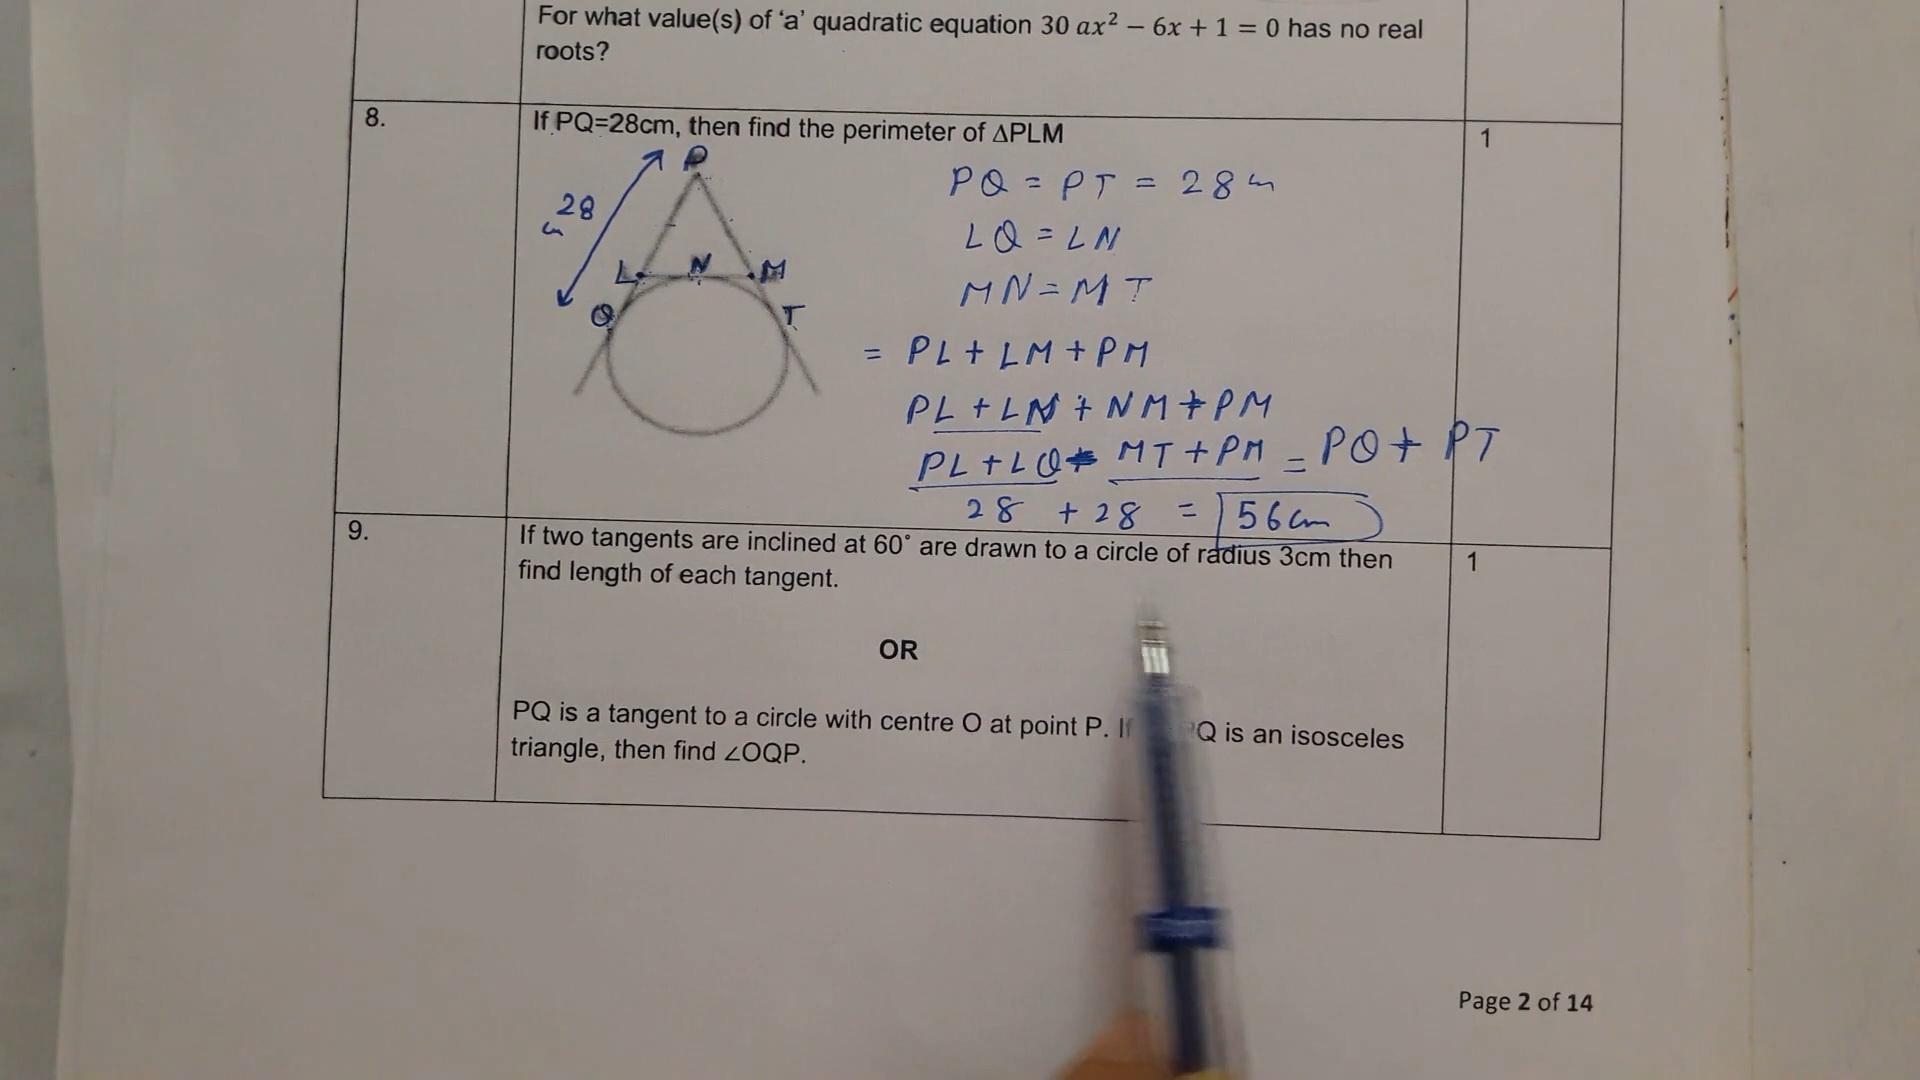 For what value(s) of ‘a’ quadratic equation 30 ax² − 6x + 1 = 0 has no real
roots?
8.
If PQ=28cm, then find the perimeter of ΔPLM
1
P
28
cm
L
N
M
Q
T
PQ = PT = 28 cm
LQ = LN
MN = MT
= PL + LM + PM
PL + LN + NM + PM
PL + LQ + MT + PM = PQ + PT
28 + 28 = 56 cm
9.
If two tangents are inclined at 60˚ are drawn to a circle of radius 3cm then
find length of each tangent.
1
OR
PQ is a tangent to a circle with centre O at point P. If Q is an isosceles
triangle, then find ∠OQP.
Page 2 of 14